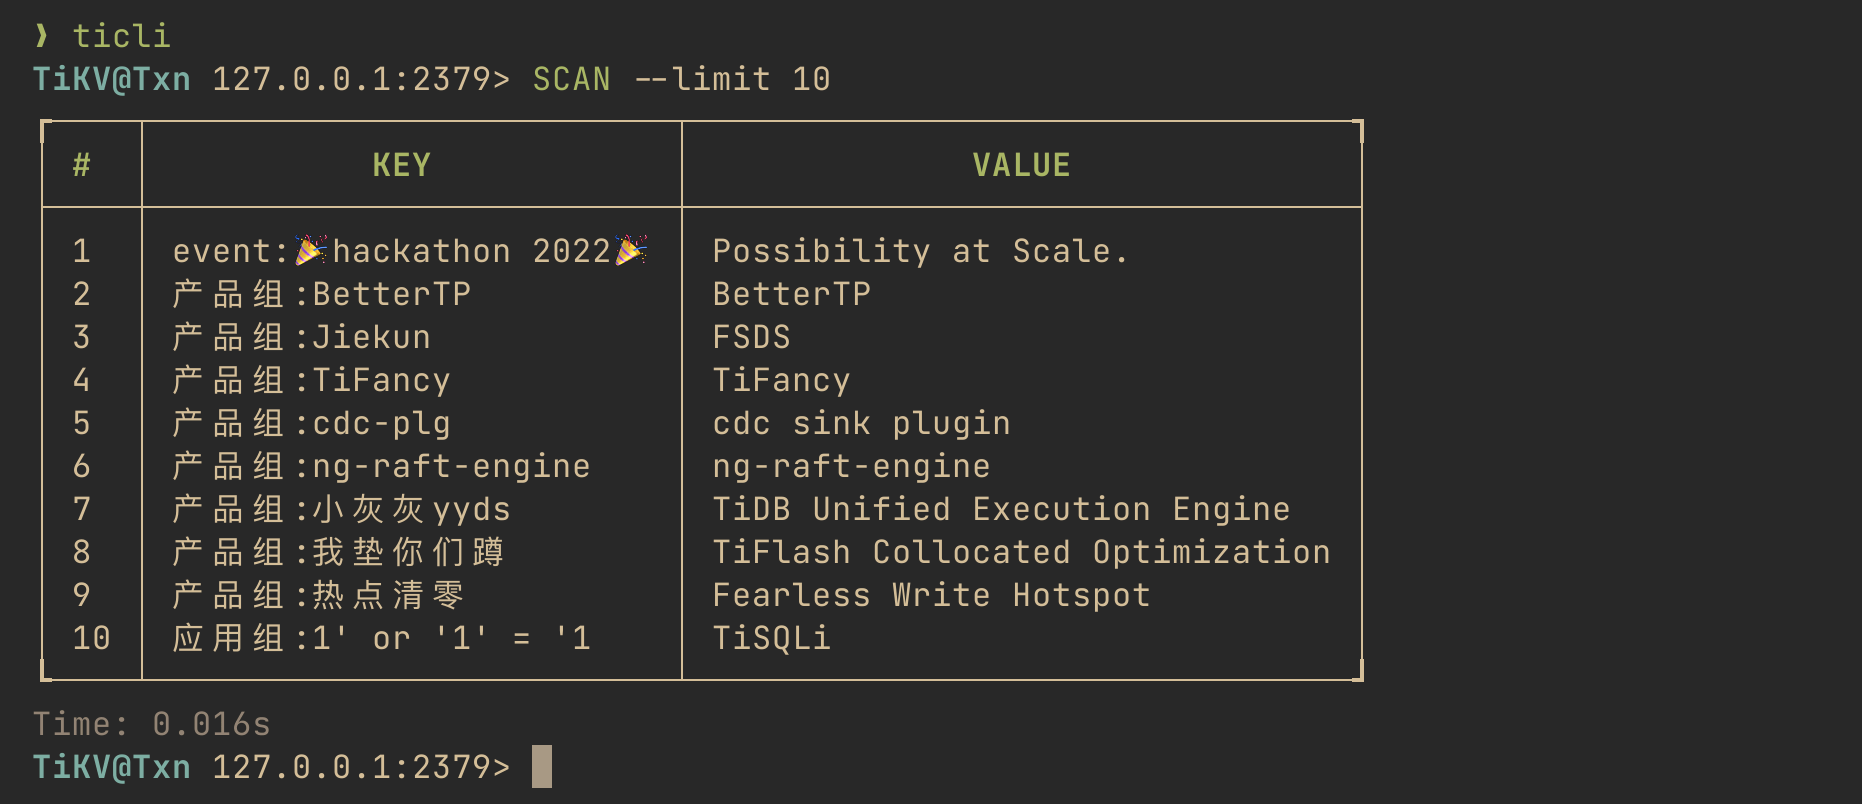 ❱ ticli
TiKV@Txn 127.0.0.1:2379> SCAN --limit 10
# KEY VALUE
1 event:🎉hackathon 2022🎉 Possibility at Scale.
2 产品组:BetterTP BetterTP
3 产品组:Jiekun FSDS
4 产品组:TiFancy TiFancy
5 产品组:cdc-plg cdc sink plugin
6 产品组:ng-raft-engine ng-raft-engine
7 产品组:小灰灰yyds TiDB Unified Execution Engine
8 产品组:我垫你们蹲 TiFlash Collocated Optimization
9 产品组:热点清零 Fearless Write Hotspot
10 应用组:1' or '1' = '1 TiSQLi
Time: 0.016s
TiKV@Txn 127.0.0.1:2379>